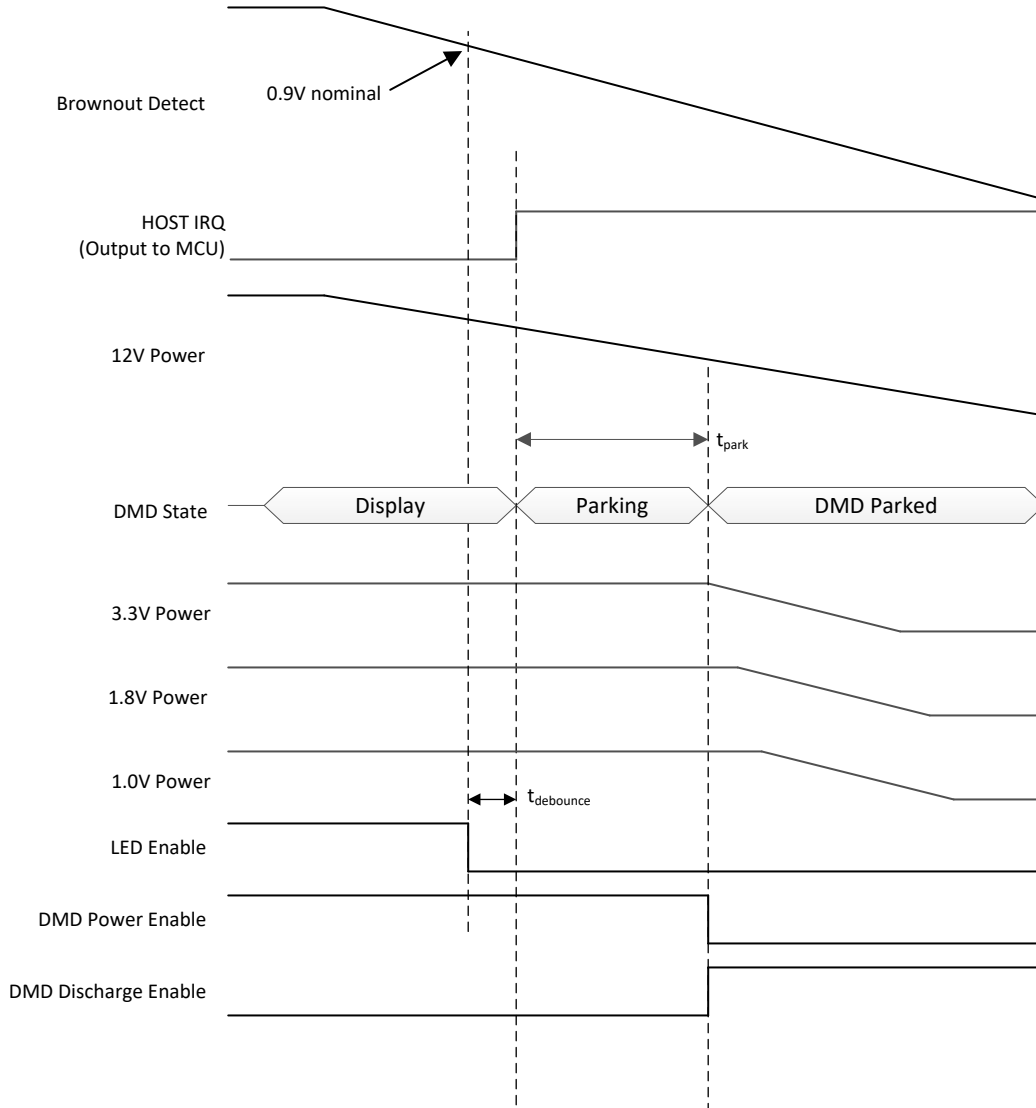 0.9V nominal
Brownout Detect
HOST IRQ
(Output to MCU)
12V Power
tpark
DMD State
Display
Parking
DMD Parked
3.3V Power
1.8V Power
1.0V Power
tdebounce
LED Enable
DMD Power Enable
DMD Discharge Enable